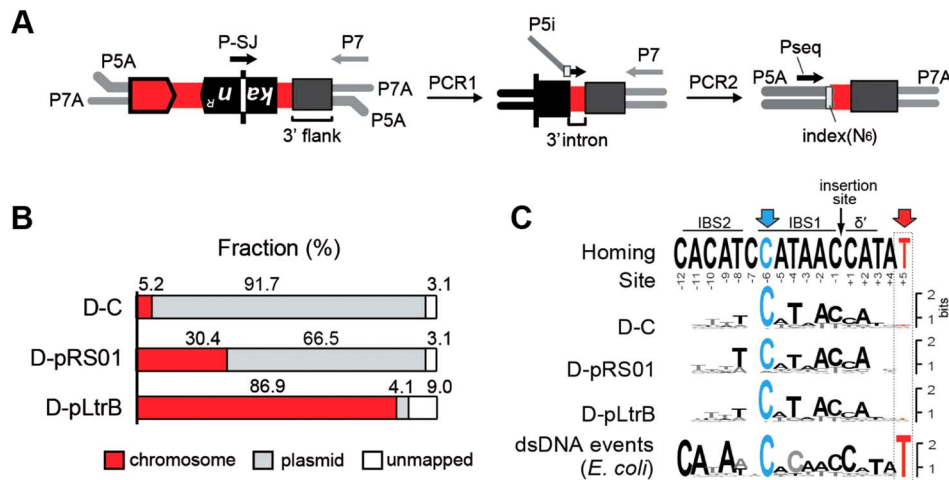 A
P5A
P7A
P-SJ
kan R
P7
P7A
P5A
3' flank
PCR1
P5i
P7
3' intron
PCR2
Pseq
P5A
P7A
index(N6)
B
Fraction (%)
D-C
5.2 91.7 3.1
D-pRS01
30.4 66.5 3.1
D-pLtrB
86.9 4.1 9.0
chromosome plasmid unmapped
C
insertion
site
IBS2 IBS1 δ'
Homing
Site
CACATCCATAACCATAT
-12 -11 -10 -9 -8 -7 -6 -5 -4 -3 -2 -1 +1 +2 +3 +4 +5
D-C
C A T A C C A
2
1
bits
D-pRS01
T C A T A A C C A
2
1
D-pLtrB
T C A T A C C A
2
1
dsDNA events
(E. coli)
C A T A A C A C A A C C A T A T
2
1